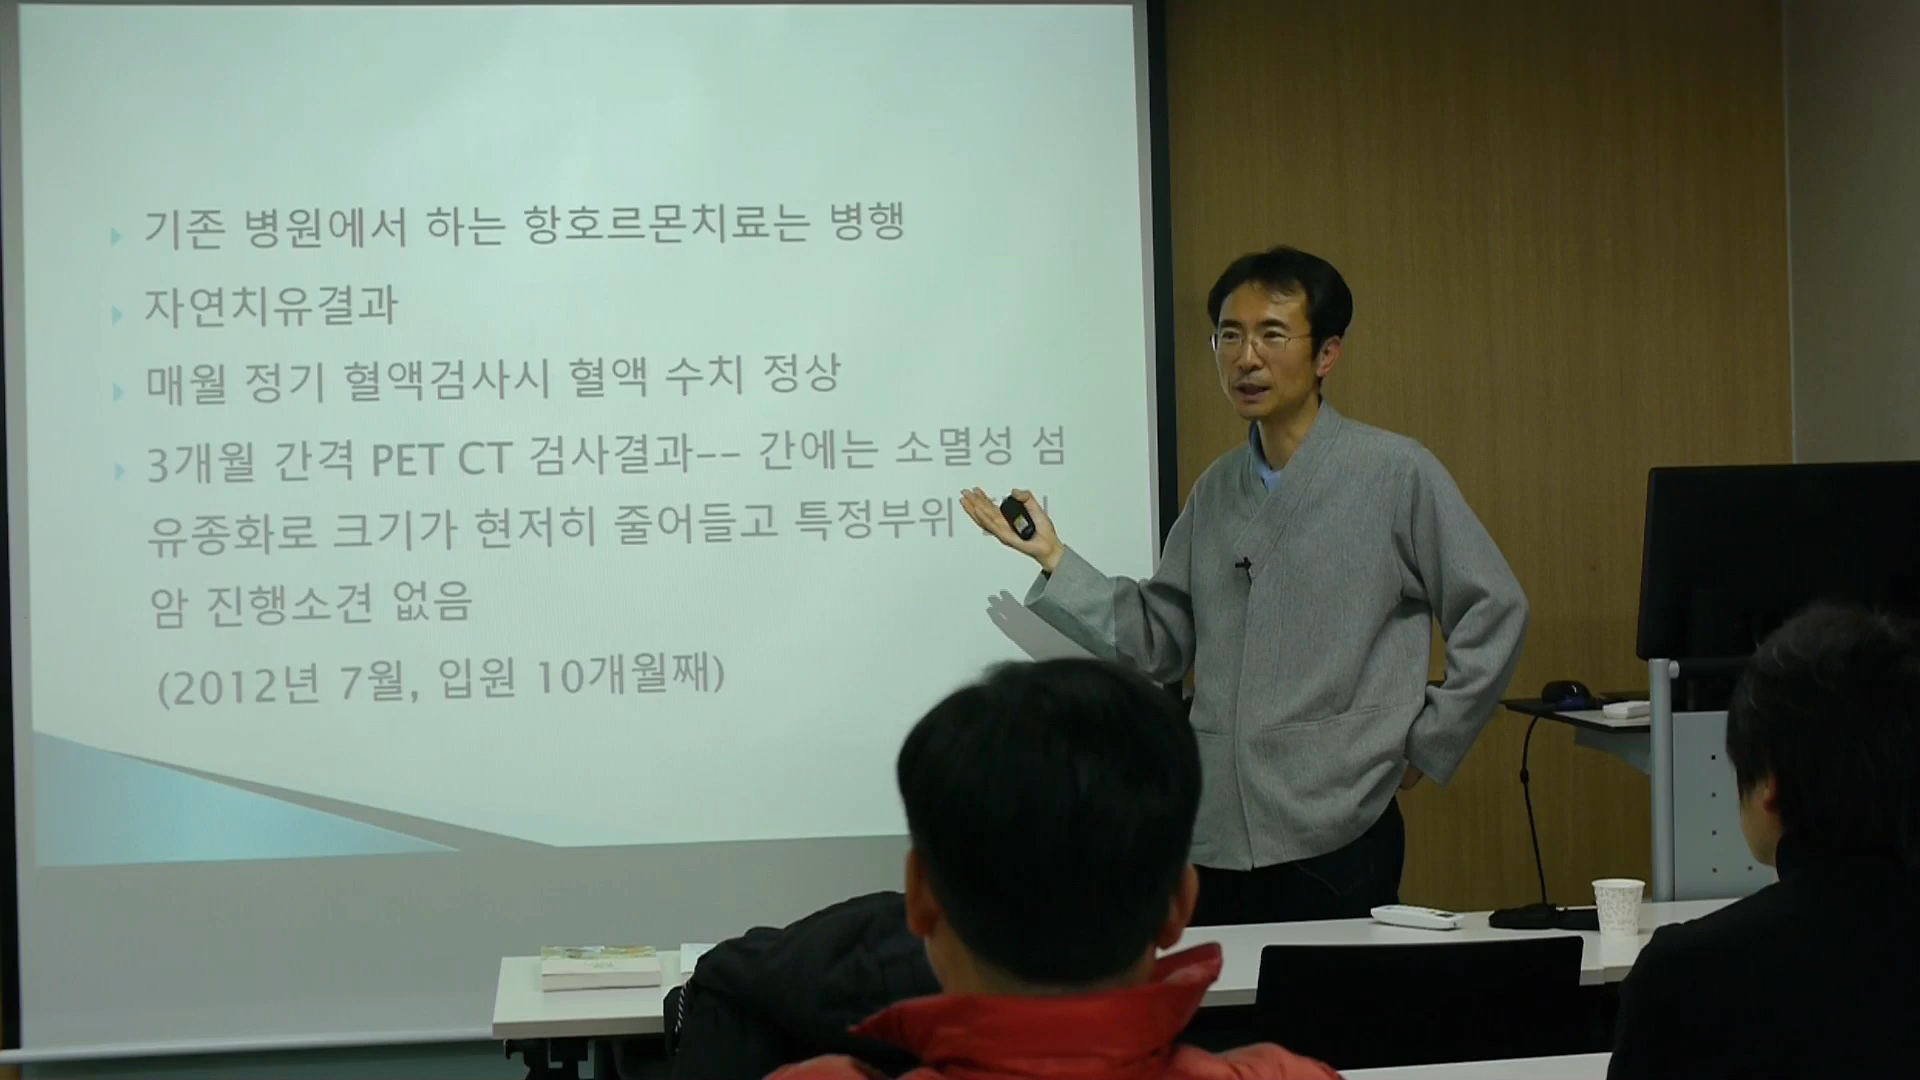 기존 병원에서 하는 항호르몬치료는 병행
자연치유결과
매월 정기 혈액검사시 혈액 수치 정상
3개월 간격 PET CT 검사결과-- 간에는 소멸성 섬
유종화로 크기가 현저히 줄어들고 특정부위
암 진행소견 없음
(2012년 7월, 입원 10개월째)